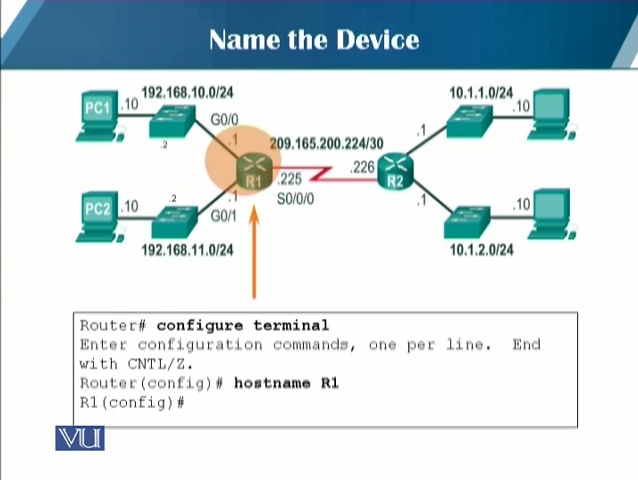 Name the Device
192.168.10.0/24
10.1.1.0/24
PC1
.10
.10
G0/0
.2
.1
209.165.200.224/30
.1
.226
R1
.225
R2
S0/0/0
PC2
.10
.2
.1
G0/1
.1
.10
192.168.11.0/24
10.1.2.0/24
Router# configure terminal
Enter configuration commands, one per line. End
with CNTL/Z.
Router(config)# hostname R1
R1(config)#
VU